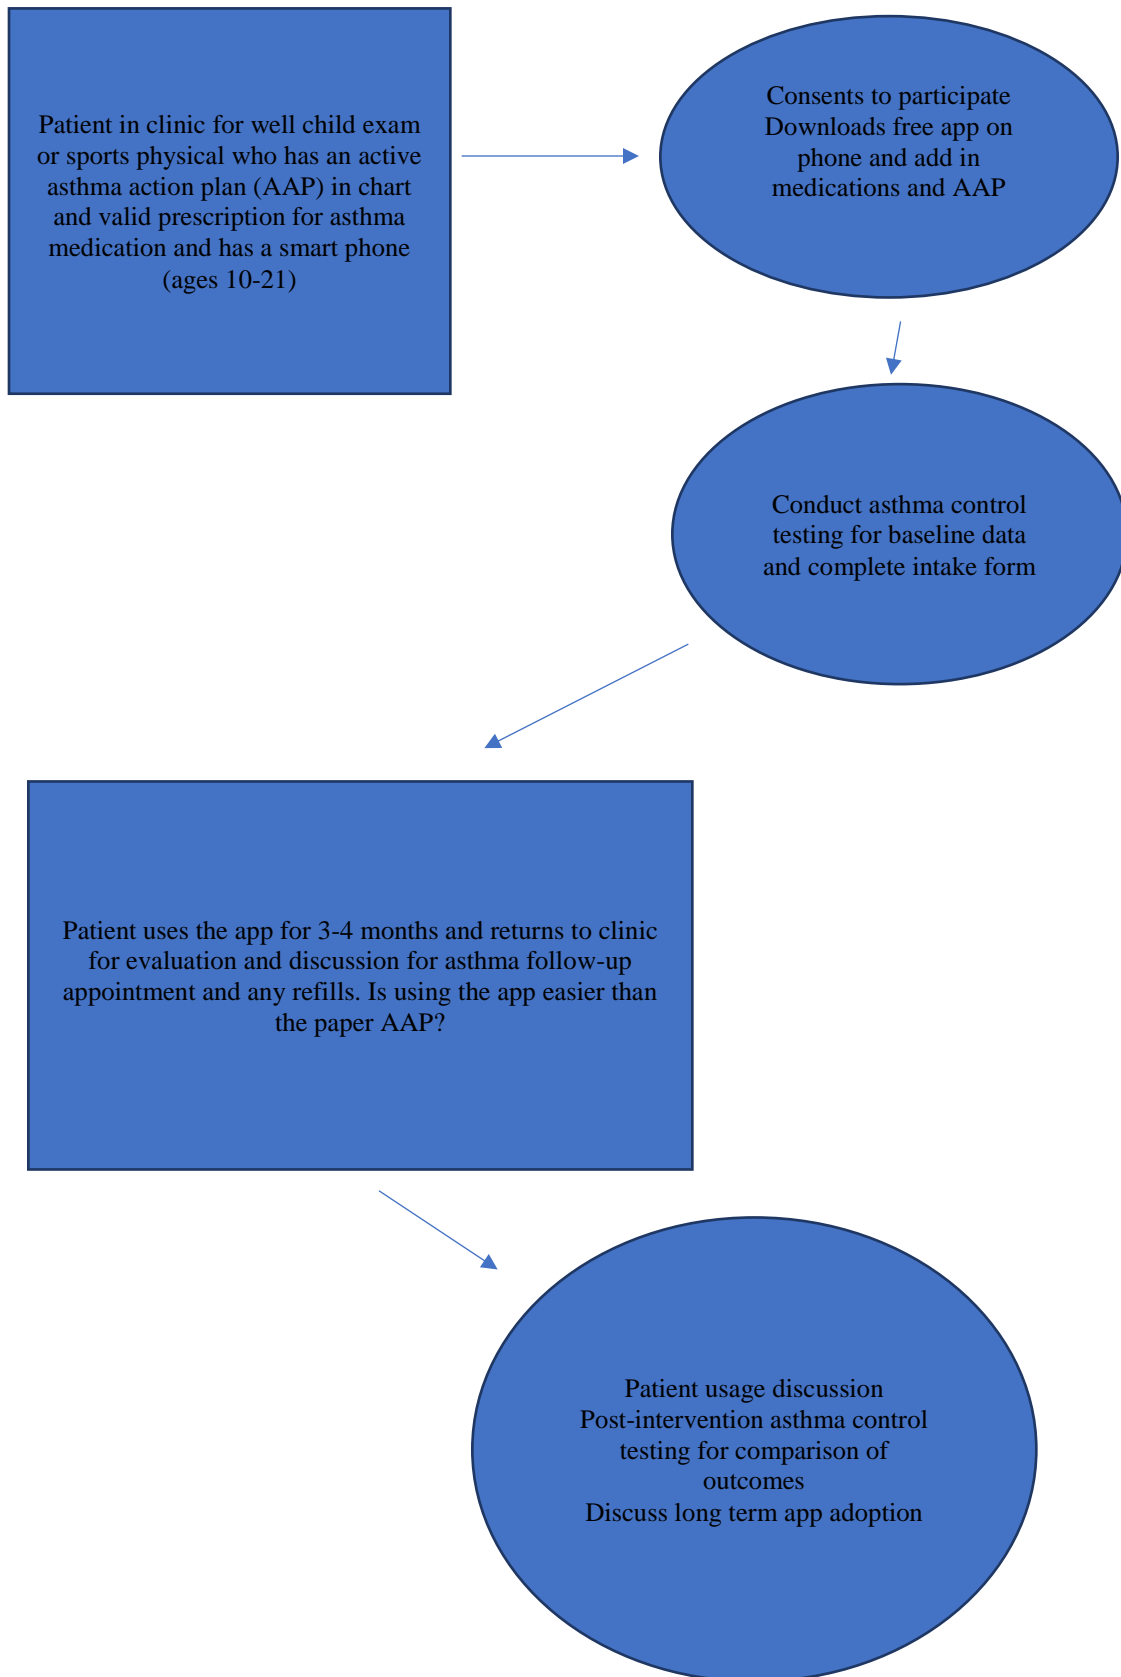 Patient in clinic for well child exam
or sports physical who has an active
asthma action plan (AAP) in chart
and valid prescription for asthma
medication and has a smart phone
(ages 10-21)
Consents to participate
Downloads free app on
phone and add in
medications and AAP
Conduct asthma control
testing for baseline data
and complete intake form
Patient uses the app for 3-4 months and returns to clinic
for evaluation and discussion for asthma follow-up
appointment and any refills. Is using the app easier than
the paper AAP?
Patient usage discussion
Post-intervention asthma control
testing for comparison of
outcomes
Discuss long term app adoption